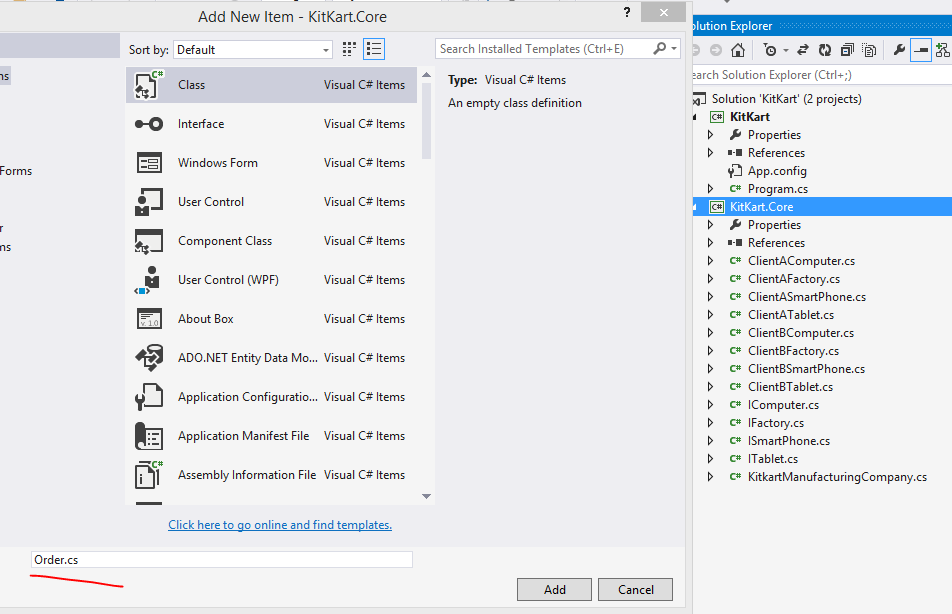 Add New Item - KitKart.Core
?
Sort by: Default
Search Installed Templates (Ctrl+E)
ns
Forms
r
ms
Class Visual C# Items
Interface Visual C# Items
Windows Form Visual C# Items
User Control Visual C# Items
Component Class Visual C# Items
User Control (WPF) Visual C# Items
About Box Visual C# Items
ADO.NET Entity Data Mo... Visual C# Items
Application Configuratio... Visual C# Items
Application Manifest File Visual C# Items
Assembly Information File Visual C# Items
Type: Visual C# Items
An empty class definition
Click here to go online and find templates.
Order.cs
Add
Cancel
olution Explorer
earch Solution Explorer (Ctrl+;)
Solution 'KitKart' (2 projects)
C# KitKart
Properties
References
App.config
C# Program.cs
C# KitKart.Core
Properties
References
C# ClientAComputer.cs
C# ClientAFactory.cs
C# ClientASmartPhone.cs
C# ClientATablet.cs
C# ClientBComputer.cs
C# ClientBFactory.cs
C# ClientBSmartPhone.cs
C# ClientBTablet.cs
C# IComputer.cs
C# IFactory.cs
C# ISmartPhone.cs
C# ITablet.cs
C# KitkartManufacturingCompany.cs